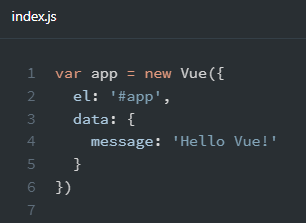 index.js
1 var app = new Vue({
2   el: '#app',
3   data: {
4     message: 'Hello Vue!'
5   }
6 })
7